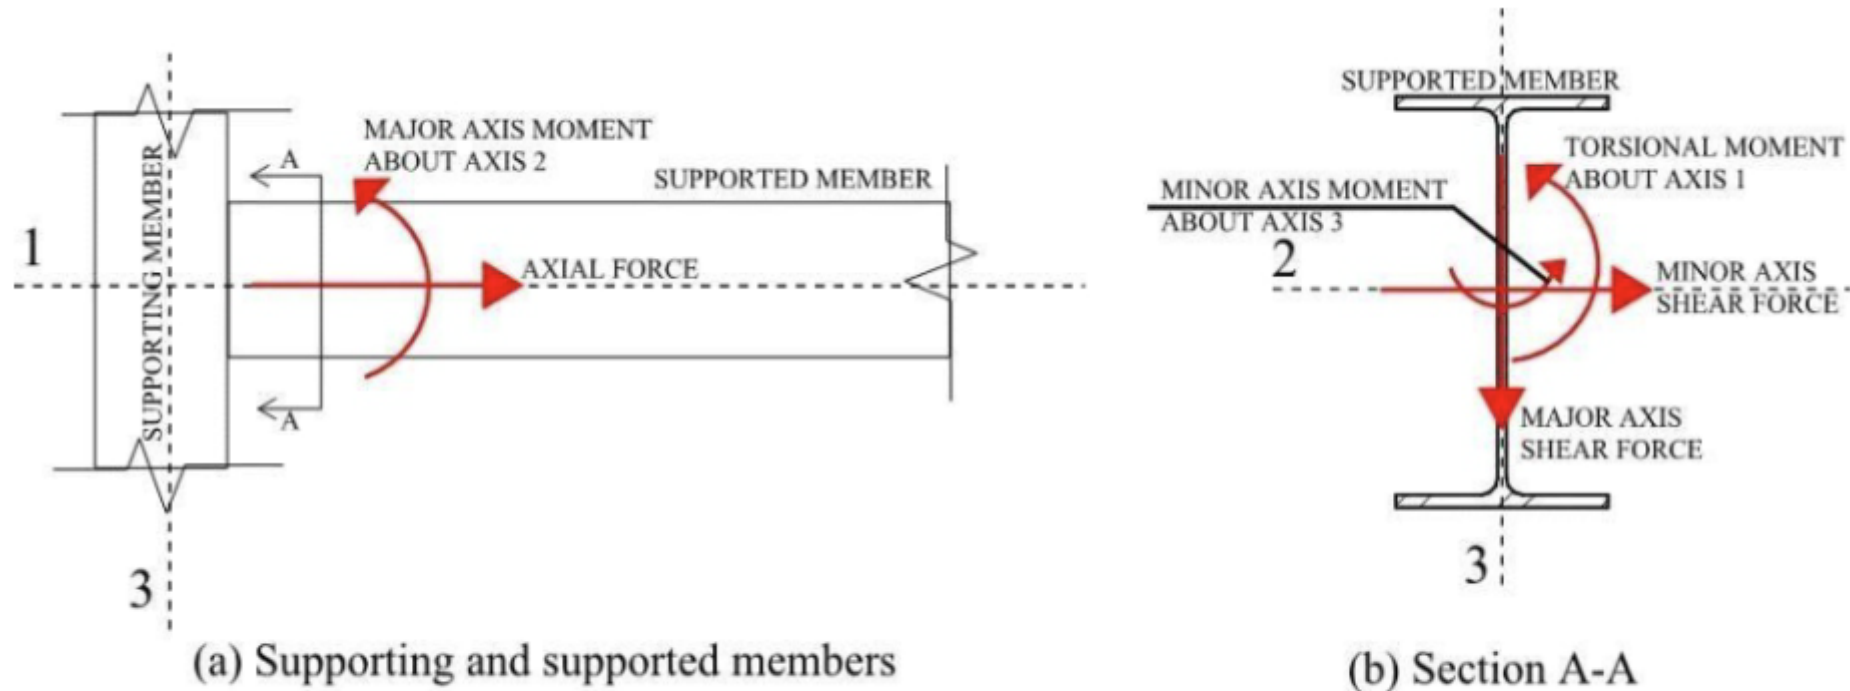 MAJOR AXIS MOMENT
ABOUT AXIS 2
A
SUPPORTED MEMBER
SUPPORTING MEMBER
1
AXIAL FORCE
A
3
(a) Supporting and supported members
SUPPORTED MEMBER
TORSIONAL MOMENT
ABOUT AXIS 1
MINOR AXIS MOMENT
ABOUT AXIS 3
2
MINOR AXIS
SHEAR FORCE
MAJOR AXIS
SHEAR FORCE
3
(b) Section A-A